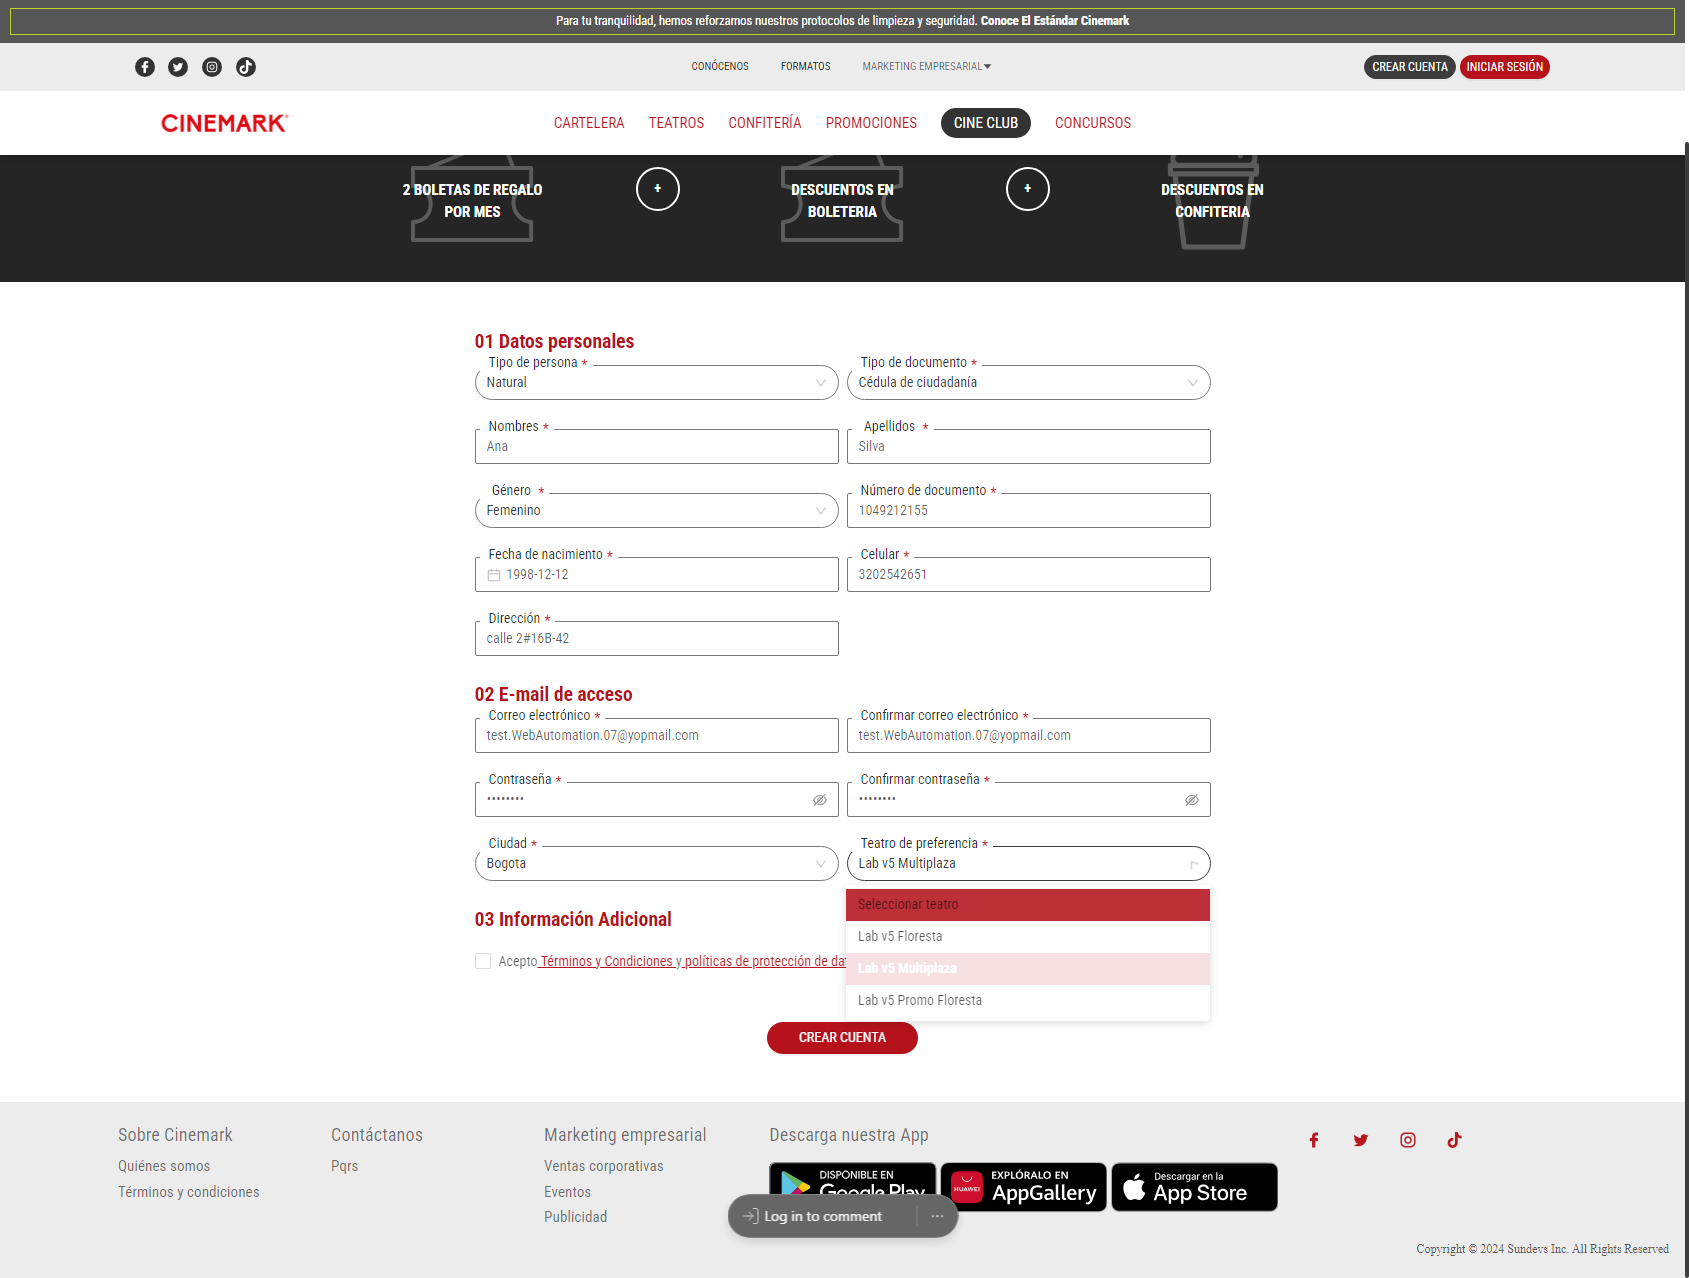 Para tu tranquilidad, hemos reforzamos nuestros protocolos de limpieza y seguridad. Conoce El Estándar Cinemark
CONÓCENOS FORMATOS MARKETING EMPRESARIAL
CREAR CUENTA INICIAR SESIÓN
CINEMARK
CARTELERA TEATROS CONFITERÍA PROMOCIONES CINE CLUB CONCURSOS
2 BOLETAS DE REGALO
POR MES
+
DESCUENTOS EN
BOLETERIA
+
DESCUENTOS EN
CONFITERIA
01 Datos personales
Tipo de persona *
Natural
Tipo de documento *
Cédula de ciudadanía
Nombres *
Ana
Apellidos *
Silva
Género *
Femenino
Número de documento *
1049212155
Fecha de nacimiento *
1998-12-12
Celular *
3202542651
Dirección *
calle 2#16B-42
02 E-mail de acceso
Correo electrónico *
test.WebAutomation.07@yopmail.com
Confirmar correo electrónico *
test.WebAutomation.07@yopmail.com
Contraseña *
••••••••
Confirmar contraseña *
••••••••
Ciudad *
Bogota
Teatro de preferencia *
Lab v5 Multiplaza
Seleccionar teatro
Lab v5 Floresta
Lab v5 Multiplaza
Lab v5 Promo Floresta
03 Información Adicional
Acepto Términos y Condiciones y políticas de protección de dat
CREAR CUENTA
Sobre Cinemark
Quiénes somos
Términos y condiciones
Contáctanos
Pqrs
Marketing empresarial
Ventas corporativas
Eventos
Publicidad
Descarga nuestra App
DISPONIBLE EN
Google Play
HUAWEI
EXPLÓRALO EN
AppGallery
Descargar en la
App Store
Log in to comment
Copyright © 2024 Sundevs Inc. All Rights Reserved